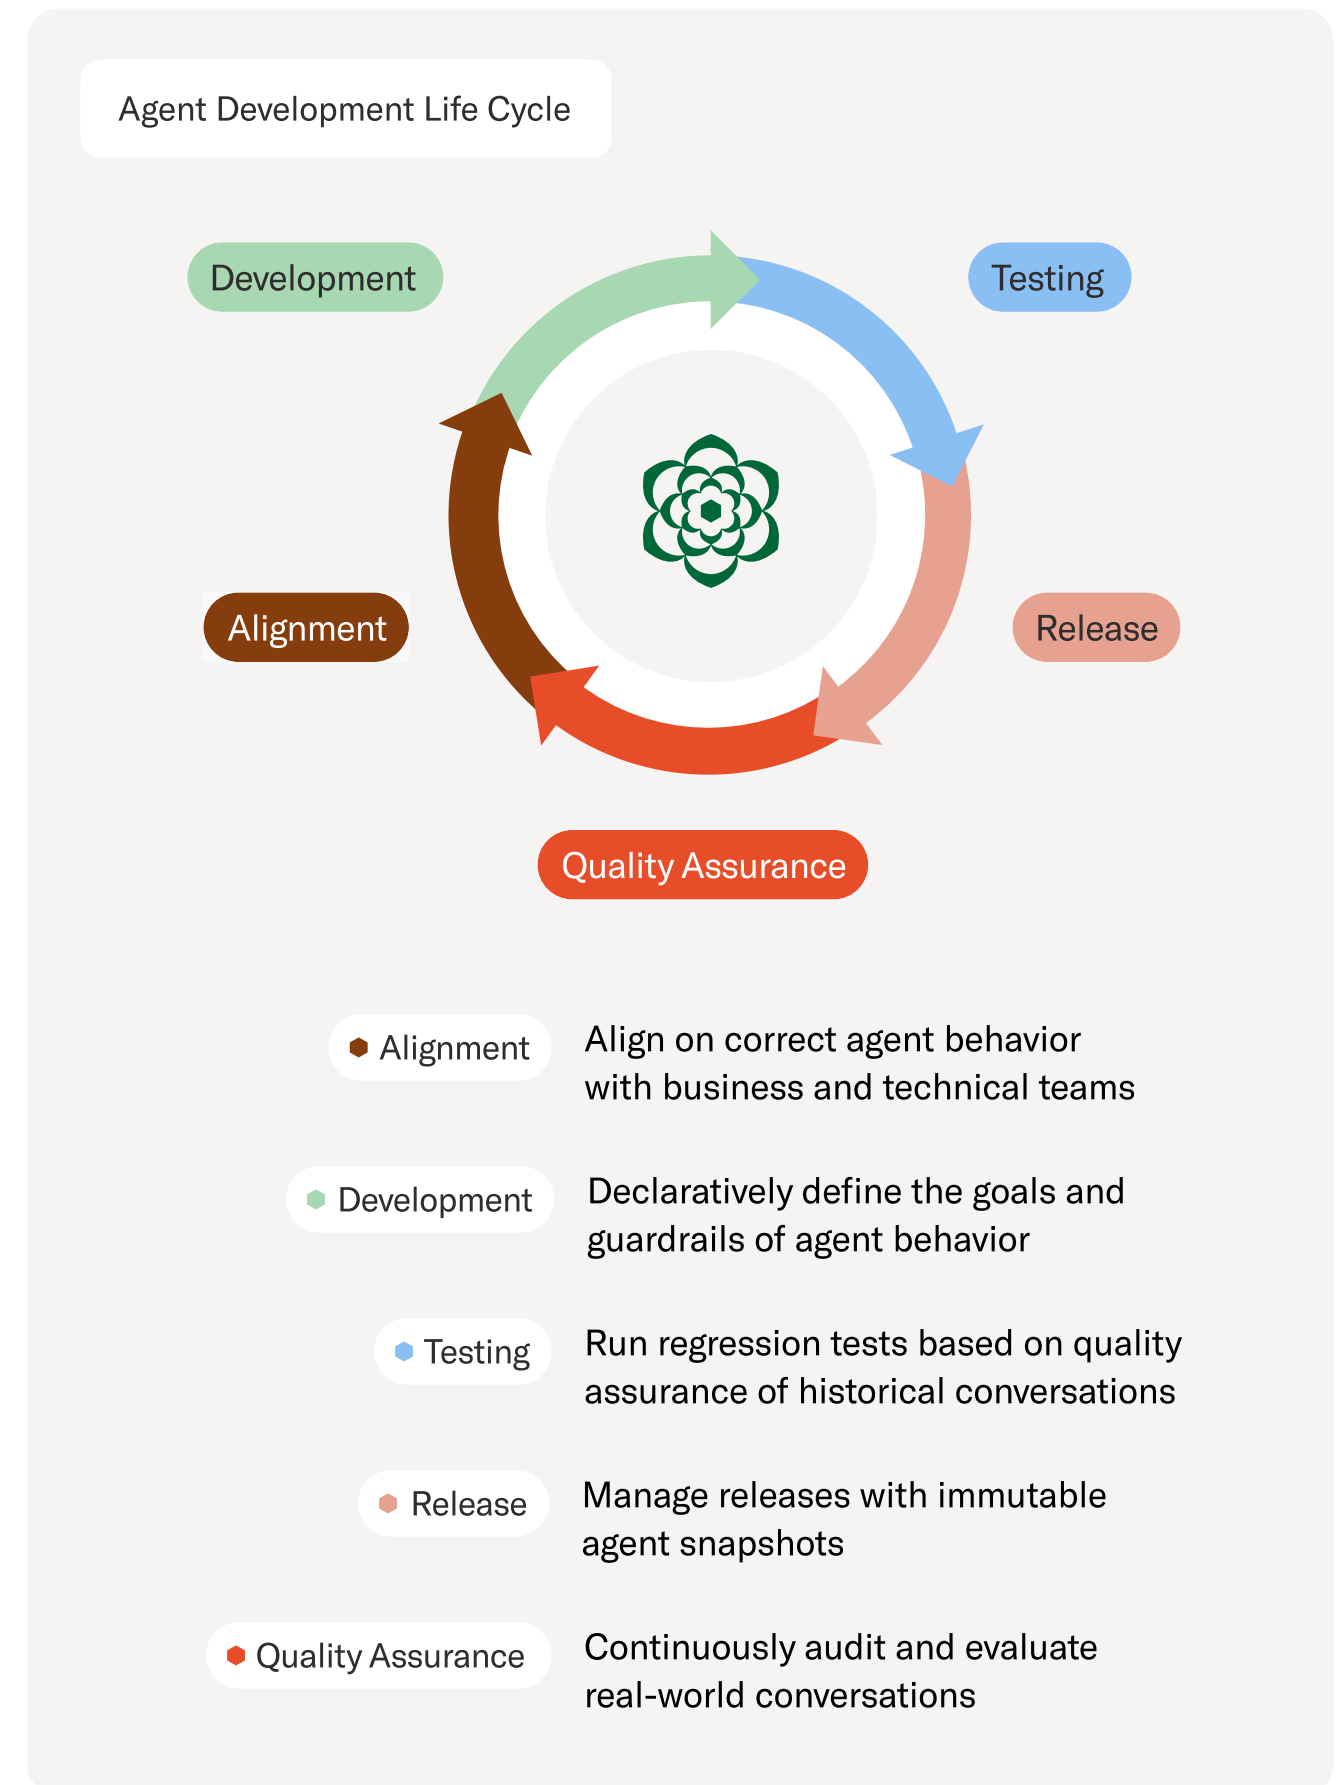 Agent Development Life Cycle
Development
Testing
Alignment
Release
Quality Assurance
Alignment
Align on correct agent behavior
with business and technical teams
Development
Declaratively define the goals and
guardrails of agent behavior
Testing
Run regression tests based on quality
assurance of historical conversations
Release
Manage releases with immutable
agent snapshots
Quality Assurance
Continuously audit and evaluate
real-world conversations